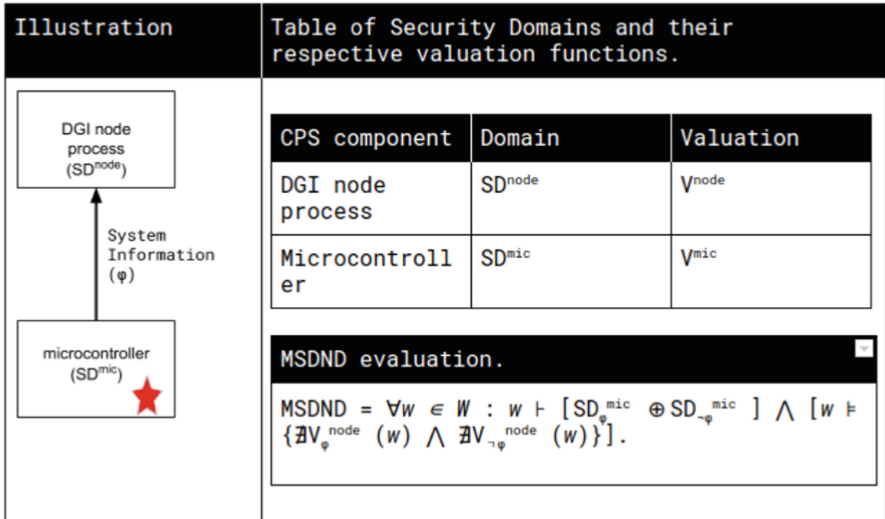 Illustration
Table of Security Domains and their
respective valuation functions.
DGI node
process
(SDⁿᵒᵈᵉ)
System
Information
(φ)
microcontroller
(SDᵐⁱᶜ)
CPS component Domain Valuation
DGI node
process SDⁿᵒᵈᵉ Vⁿᵒᵈᵉ
Microcontroll
er SDᵐⁱᶜ Vᵐⁱᶜ
MSDND evaluation.
MSDND = ∀w ∈ W : w ⊢ [SDᵩᵐⁱᶜ ⊕SD¬ᵩᵐⁱᶜ ] ⋀ [w ⊨
{∄Vᵩⁿᵒᵈᵉ (w) ⋀ ∄V¬ᵩⁿᵒᵈᵉ (w)}].